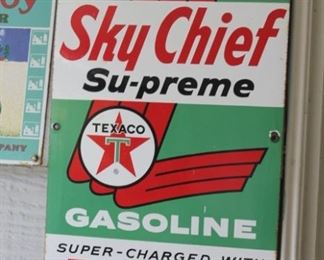 Sky Chief
Su-preme
TEXACO
T
GASOLINE
SUPER-CHARGED WITH